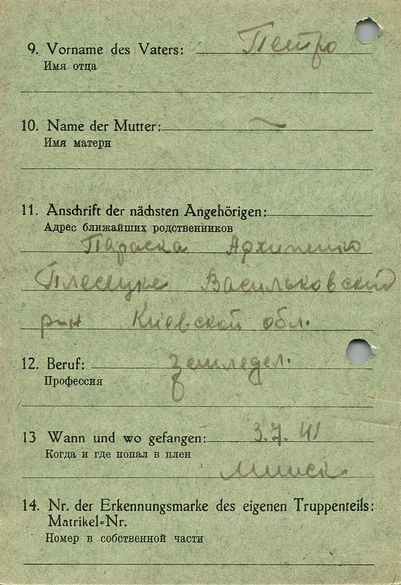 9. Vorname des Vaters: Петро
Имя отца
10. Name der Mutter: ~
Имя матери
11. Anschrift der nächsten Angehörigen:
Адрес ближайших родственников
Параска Архипенко
Плесецке Васильковский
р-н Киевской обл.
12. Beruf: земледел.
Профессия
13 Wann und wo gefangen: 3.7.41
Когда и где попал в плен
Минск
14. Nr. der Erkennungsmarke des eigenen Truppenteils:
Matrikel-Nr.
Номер в собственной части